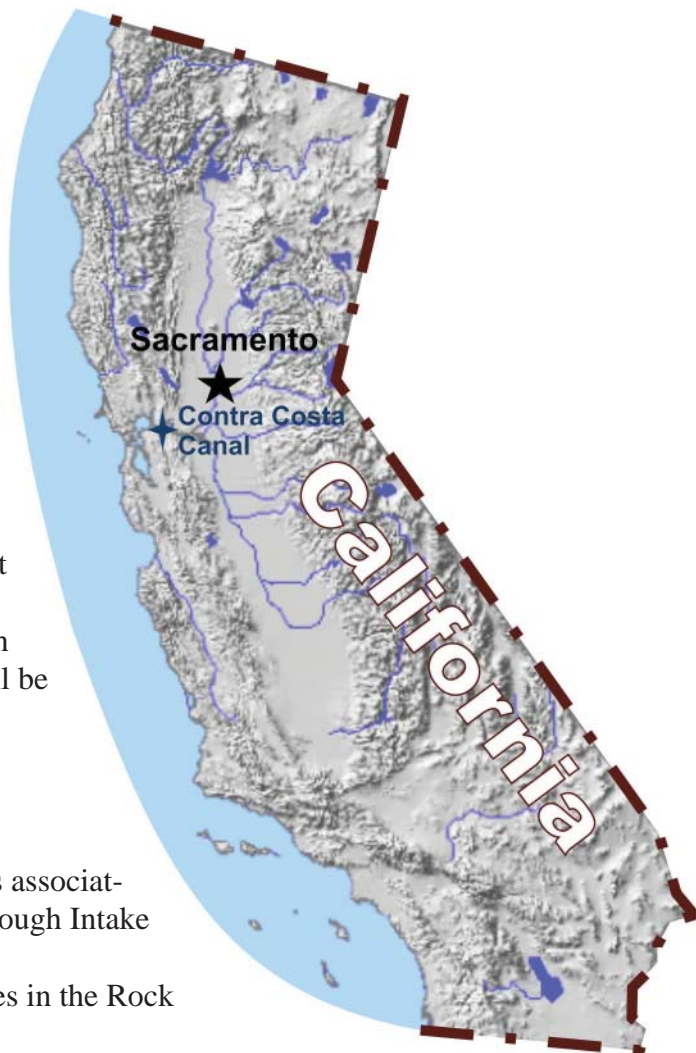 Sacramento
Contra Costa
Canal
California
t
n
l be
s associat-
ough Intake
es in the Rock